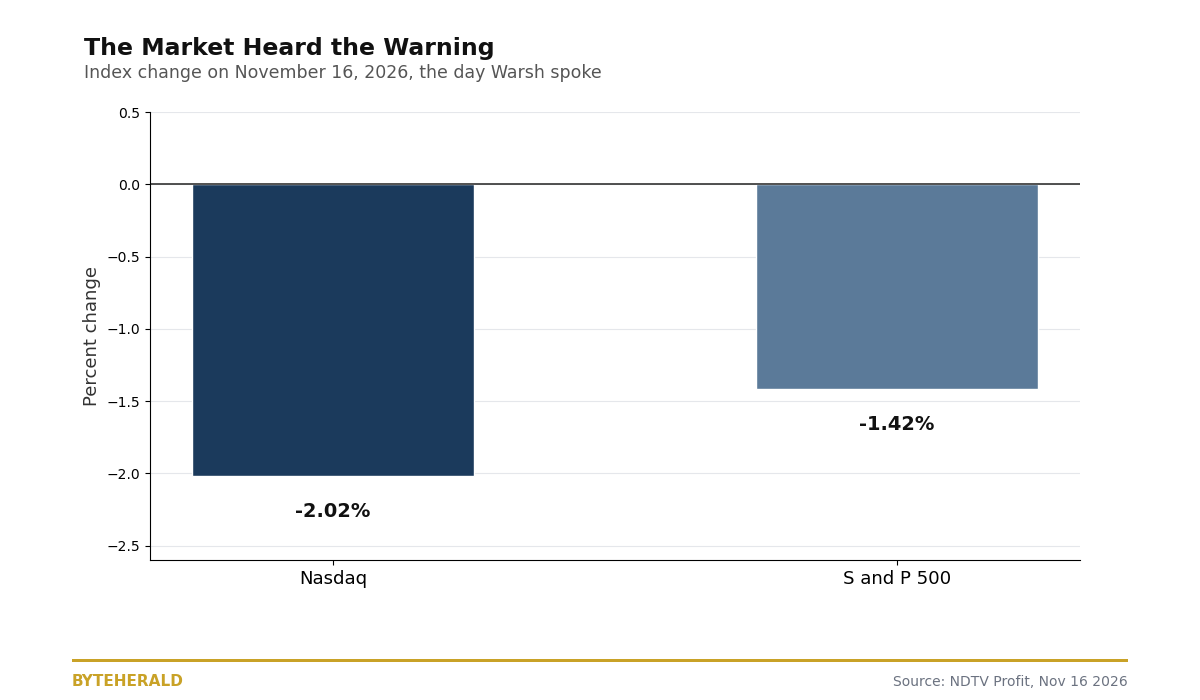 The Market Heard the Warning
Index change on November 16, 2026, the day Warsh spoke
0.5
0.0
−0.5
−1.0
−1.5
−2.0
−2.5
Percent change
-2.02%
-1.42%
Nasdaq
S and P 500
BYTEHERALD
Source: NDTV Profit, Nov 16 2026